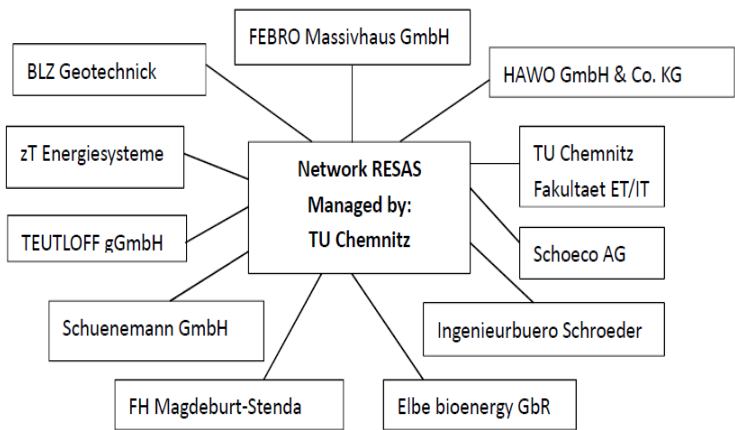 FEBRO Massivhaus GmbH
BLZ Geotechnick
HAWO GmbH & Co. KG
zT Energiesysteme
Network RESAS
Managed by:
TU Chemnitz
TU Chemnitz
Fakultaet ET/IT
TEUTLOFF gGmbH
Schoeco AG
Schuenemann GmbH
Ingenieurbuero Schroeder
FH Magdeburt-Stenda
Elbe bioenergy GbR